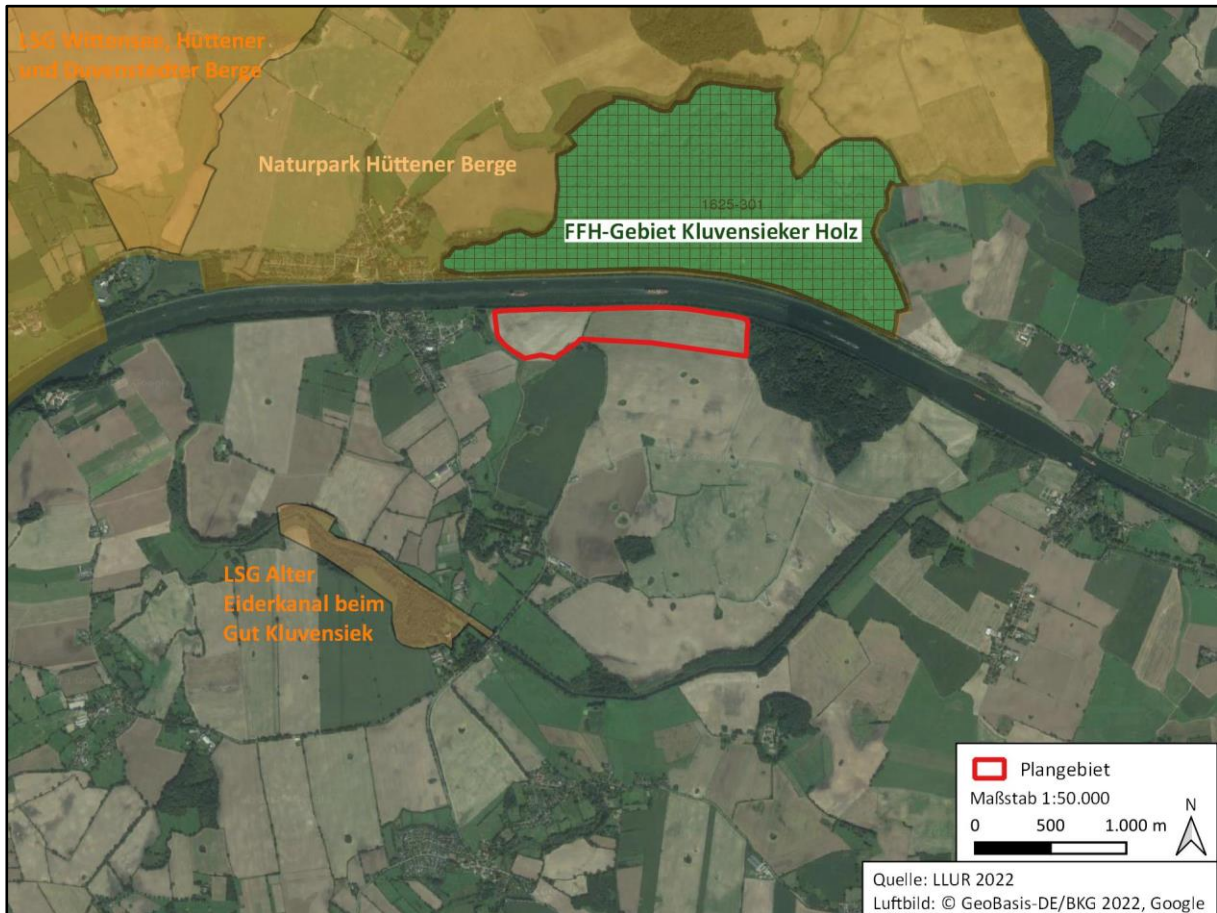 LSG Wittensee, Hüttener
und Duvenstedter Berge
Naturpark Hüttener Berge
1625-301
FFH-Gebiet Kluvensieker Holz
LSG Alter
Eiderkanal beim
Gut Kluvensiek
Plangebiet
Maßstab 1:50.000
N
0 500 1.000 m
Quelle: LLUR 2022
Luftbild: © GeoBasis-DE/BKG 2022, Google